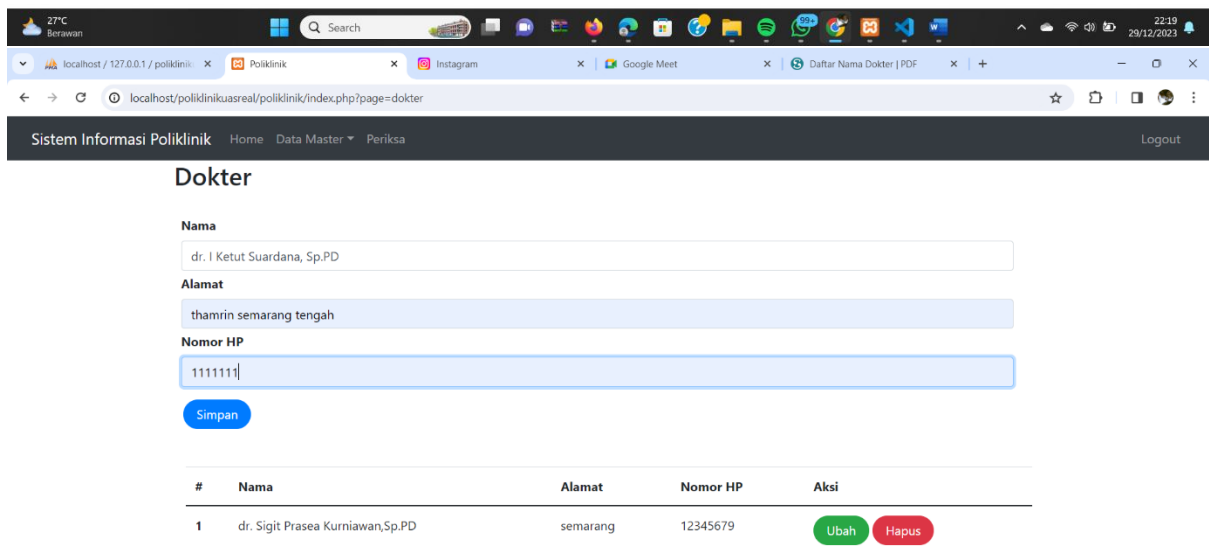 27°C
Berawan
Search
99+
22:19
29/12/2023
localhost / 127.0.0.1 / poliklinik
Poliklinik
Instagram
Google Meet
Daftar Nama Dokter | PDF
localhost/poliklinikuasreal/poliklinik/index.php?page=dokter
Sistem Informasi Poliklinik Home Data Master Periksa Logout
Dokter
Nama
dr. I Ketut Suardana, Sp.PD
Alamat
thamrin semarang tengah
Nomor HP
1111111
Simpan
# Nama Alamat Nomor HP Aksi
1 dr. Sigit Prasea Kurniawan,Sp.PD semarang 12345679 Ubah Hapus